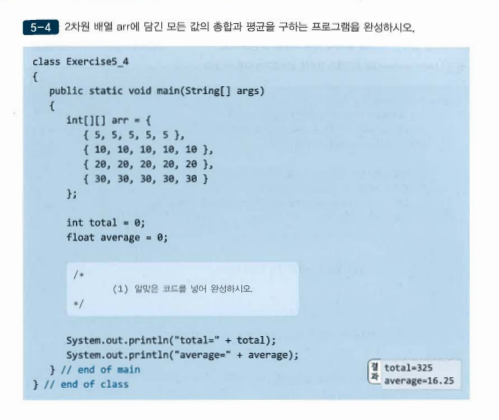 5-4 2차원 배열 arr에 담긴 모든 값의 총합과 평균을 구하는 프로그램을 완성하시오.
class Exercise5_4
{
public static void main(String[] args)
{
int[][] arr = {
{ 5, 5, 5, 5, 5 },
{ 10, 10, 10, 10, 10 },
{ 20, 20, 20, 20, 20 },
{ 30, 30, 30, 30, 30 }
};
int total = 0;
float average = 0;
/*
(1) 알맞은 코드를 넣어 완성하시오.
*/
System.out.println("total=" + total);
System.out.println("average=" + average);
} // end of main
} // end of class
결과
total=325
average=16.25